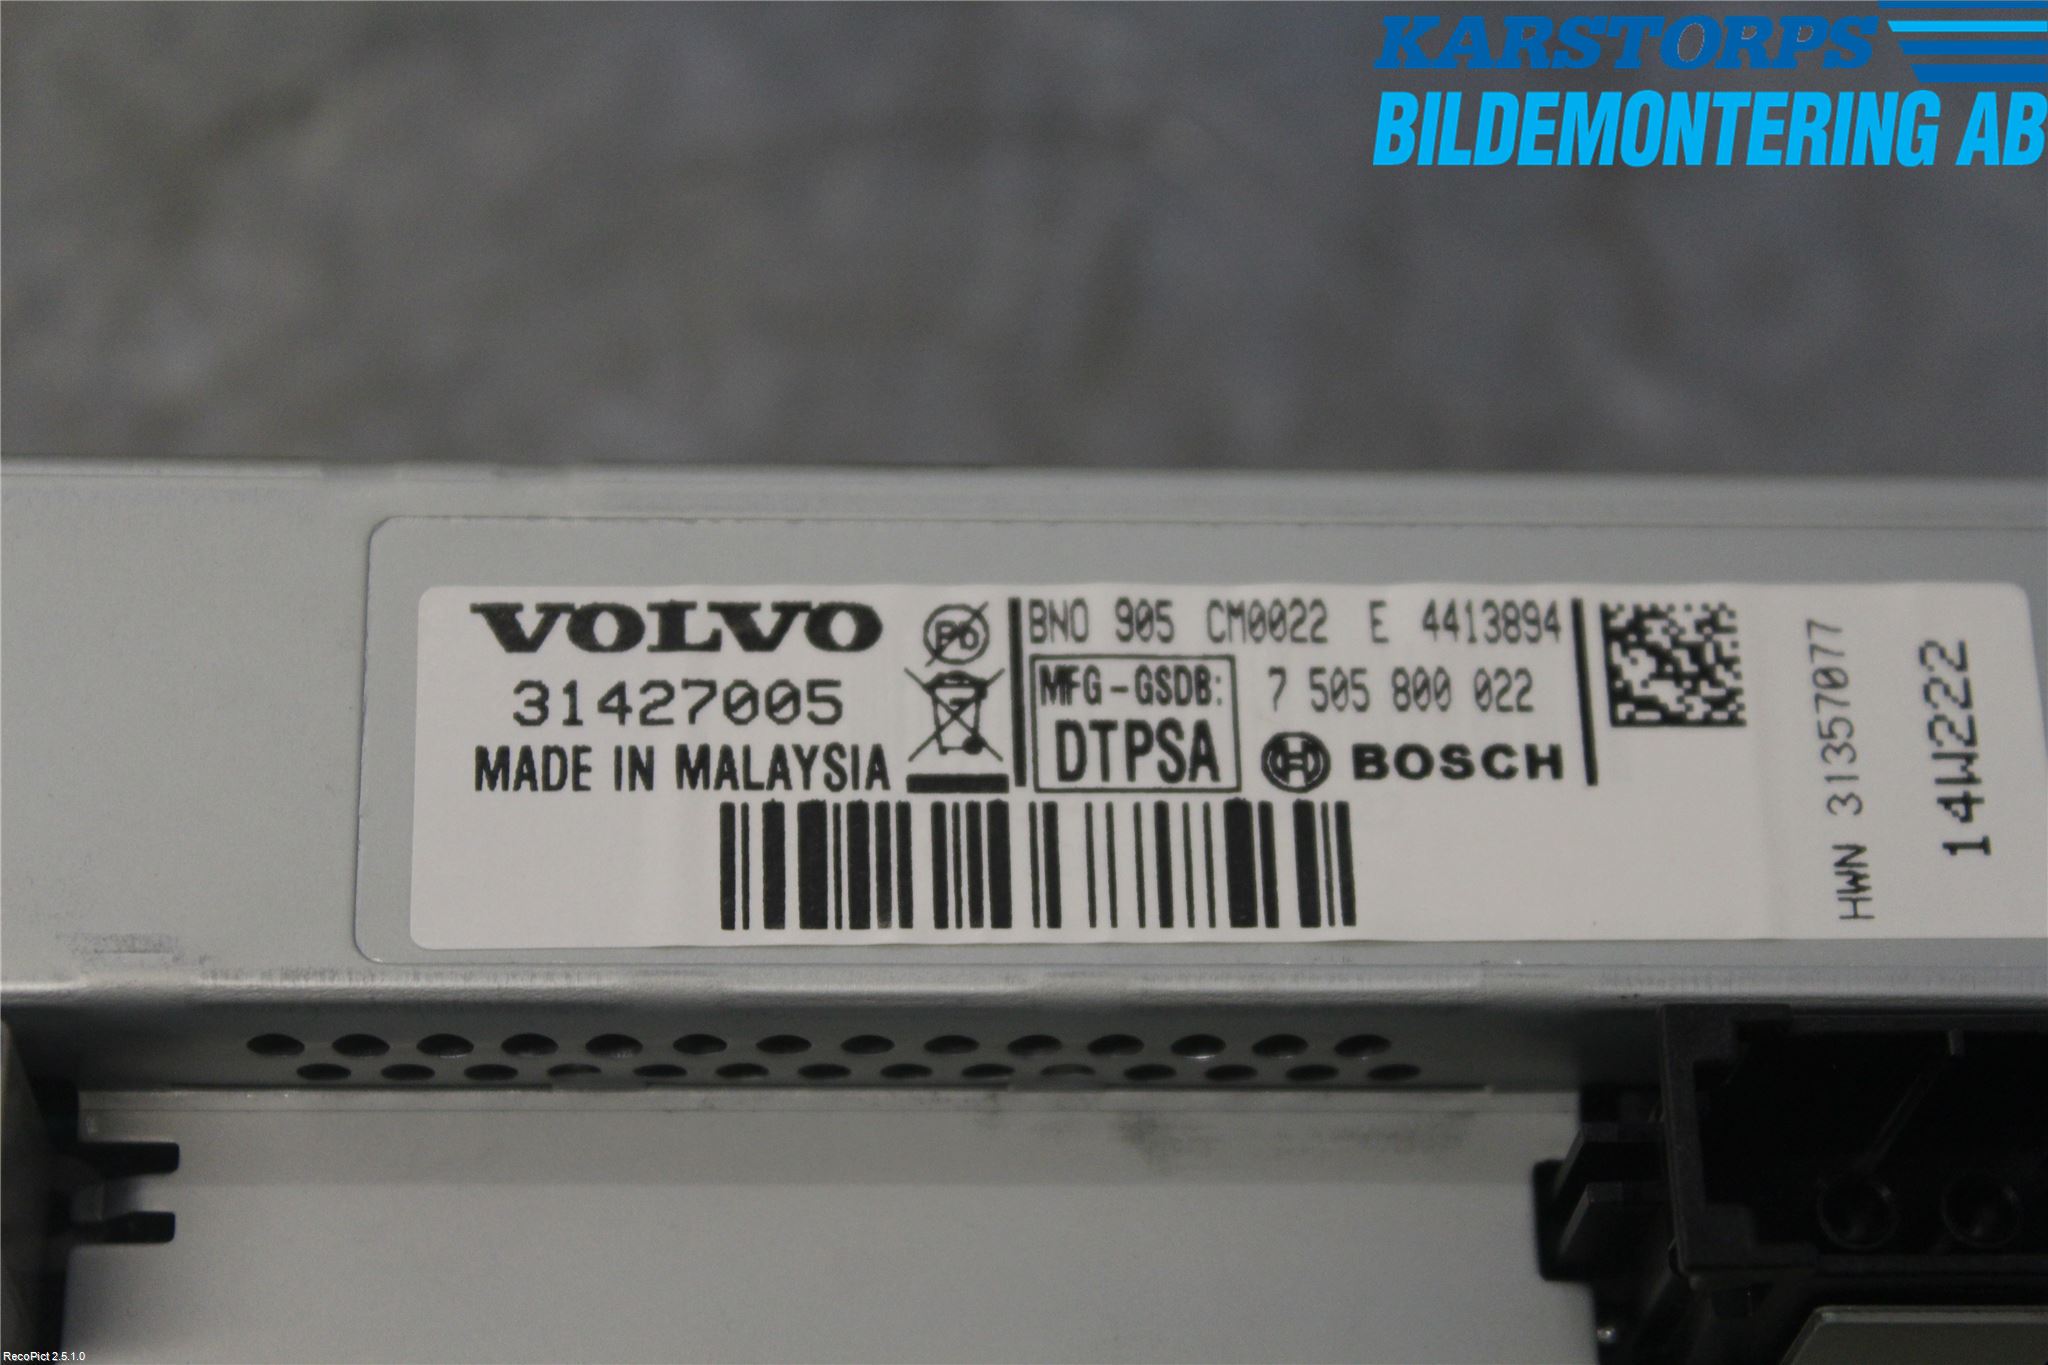 KARSTORPS
BILDEMONTERING AB
VOLVO
31427005
MADE IN MALAYSIA
Pb
BNO 905 CM0022 E 4413894
MFG-GSDB:
DTPSA
7 505 800 022
BOSCH
HWN 31357077
14W222
RecoPict 2.5.1.0